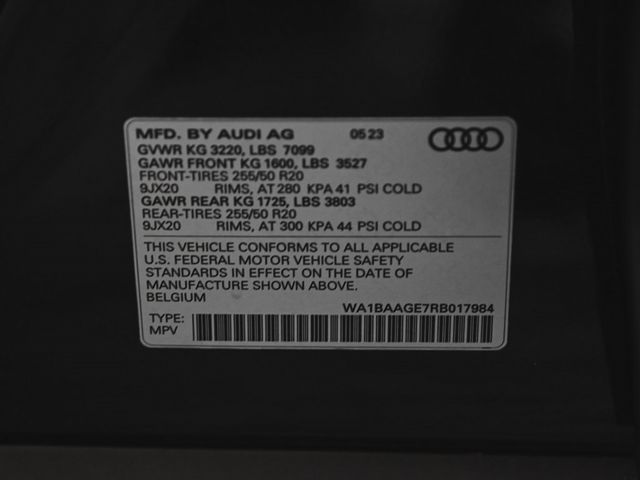 MFD. BY AUDI AG 05 23
GVWR KG 3220, LBS 7099
GAWR FRONT KG 1600, LBS 3527
FRONT-TIRES 255/50 R20
9JX20 RIMS, AT 280 KPA 41 PSI COLD
GAWR REAR KG 1725, LBS 3803
REAR-TIRES 255/50 R20
9JX20 RIMS, AT 300 KPA 44 PSI COLD
THIS VEHICLE CONFORMS TO ALL APPLICABLE
U.S. FEDERAL MOTOR VEHICLE SAFETY
STANDARDS IN EFFECT ON THE DATE OF
MANUFACTURE SHOWN ABOVE.
BELGIUM
WA1BAAGE7RB017984
TYPE:
MPV